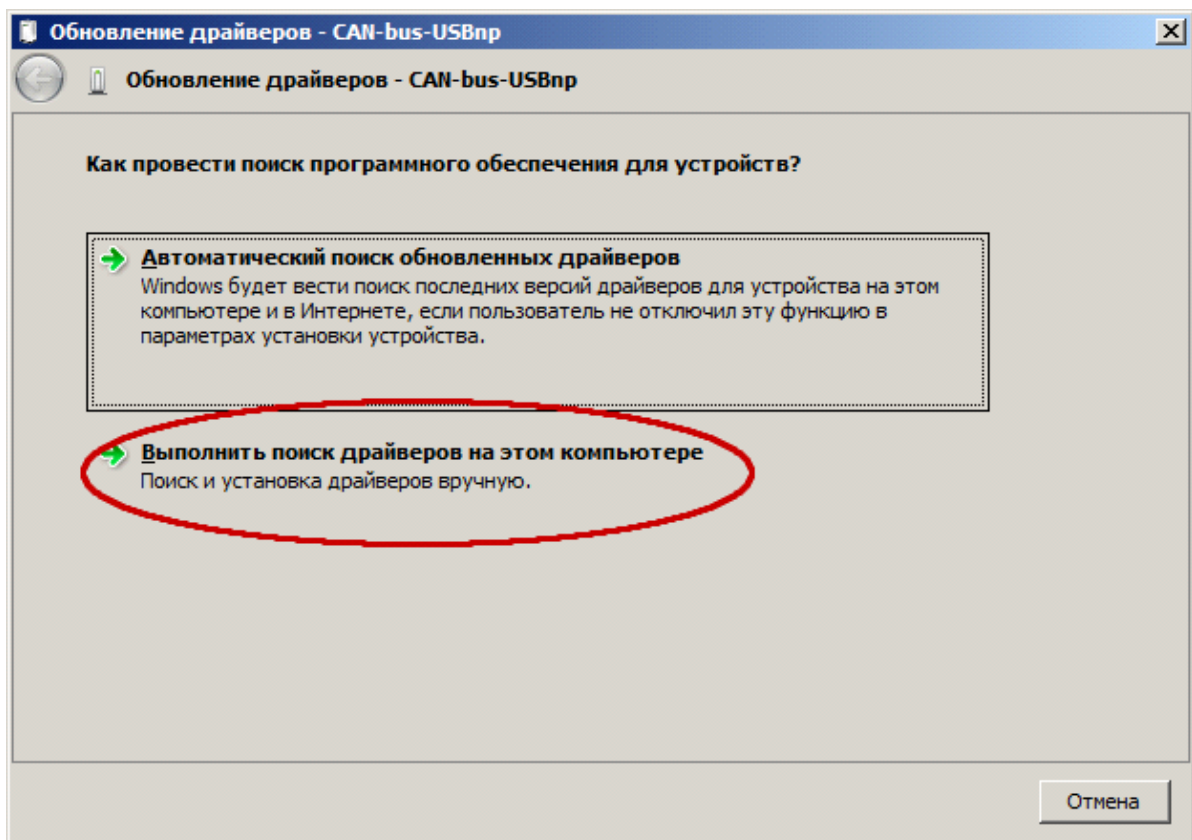 Обновление драйверов - CAN-bus-USBnp
Обновление драйверов - CAN-bus-USBnp
Как провести поиск программного обеспечения для устройств?
Автоматический поиск обновленных драйверов
Windows будет вести поиск последних версий драйверов для устройства на этом
компьютере и в Интернете, если пользователь не отключил эту функцию в
параметрах установки устройства.
Выполнить поиск драйверов на этом компьютере
Поиск и установка драйверов вручную.
Отмена